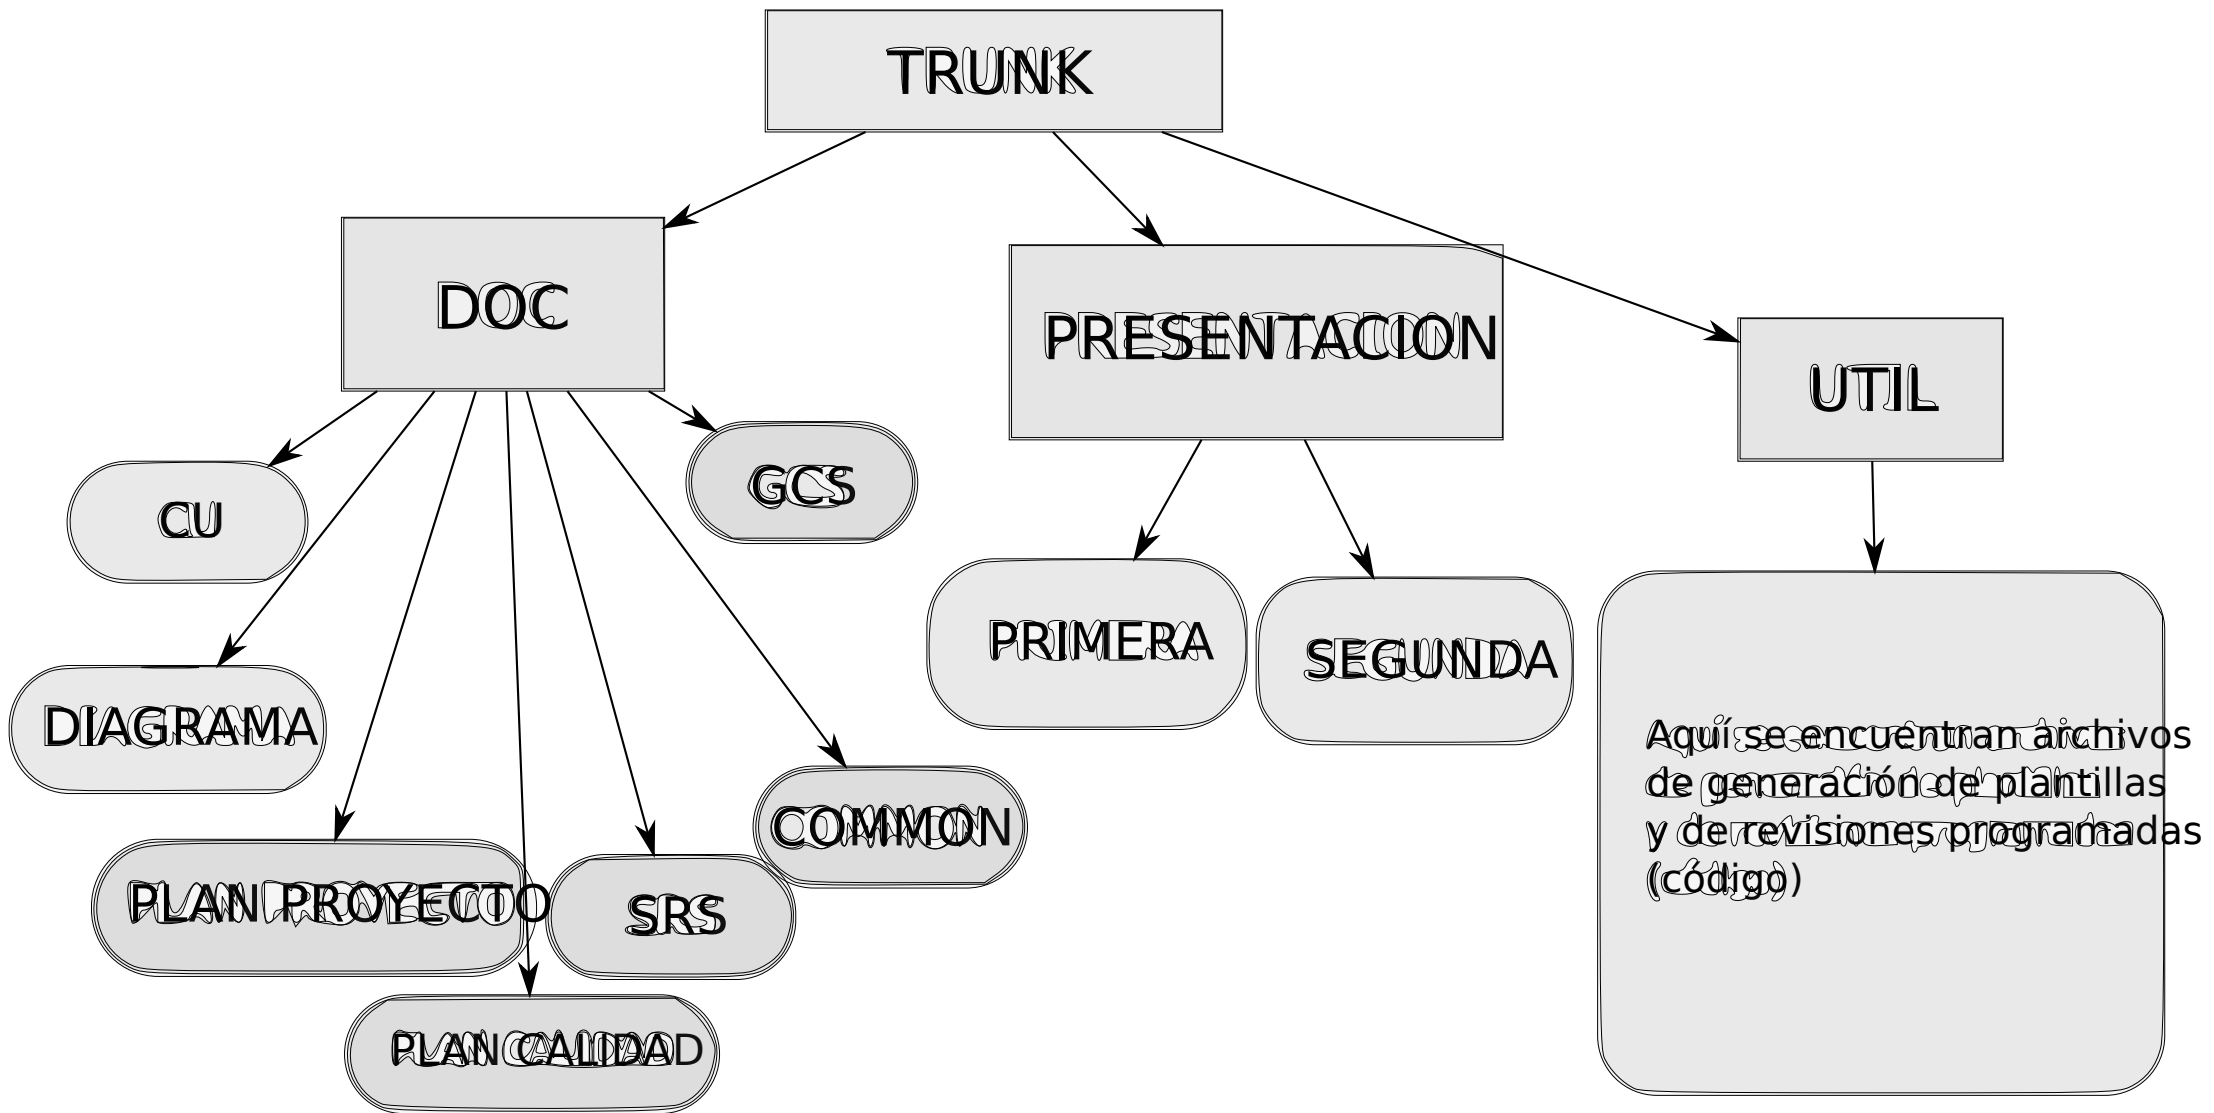 TRUNK
DOC
PRESENTACION
UTIL
GCS
CU
PRIMERA
SEGUNDA
DIAGRAMA
COMMON
PLAN PROYECTO
SRS
PLAN CALIDAD
Aquí se encuentran archivos
de generación de plantillas
y de revisiones programadas
(código)